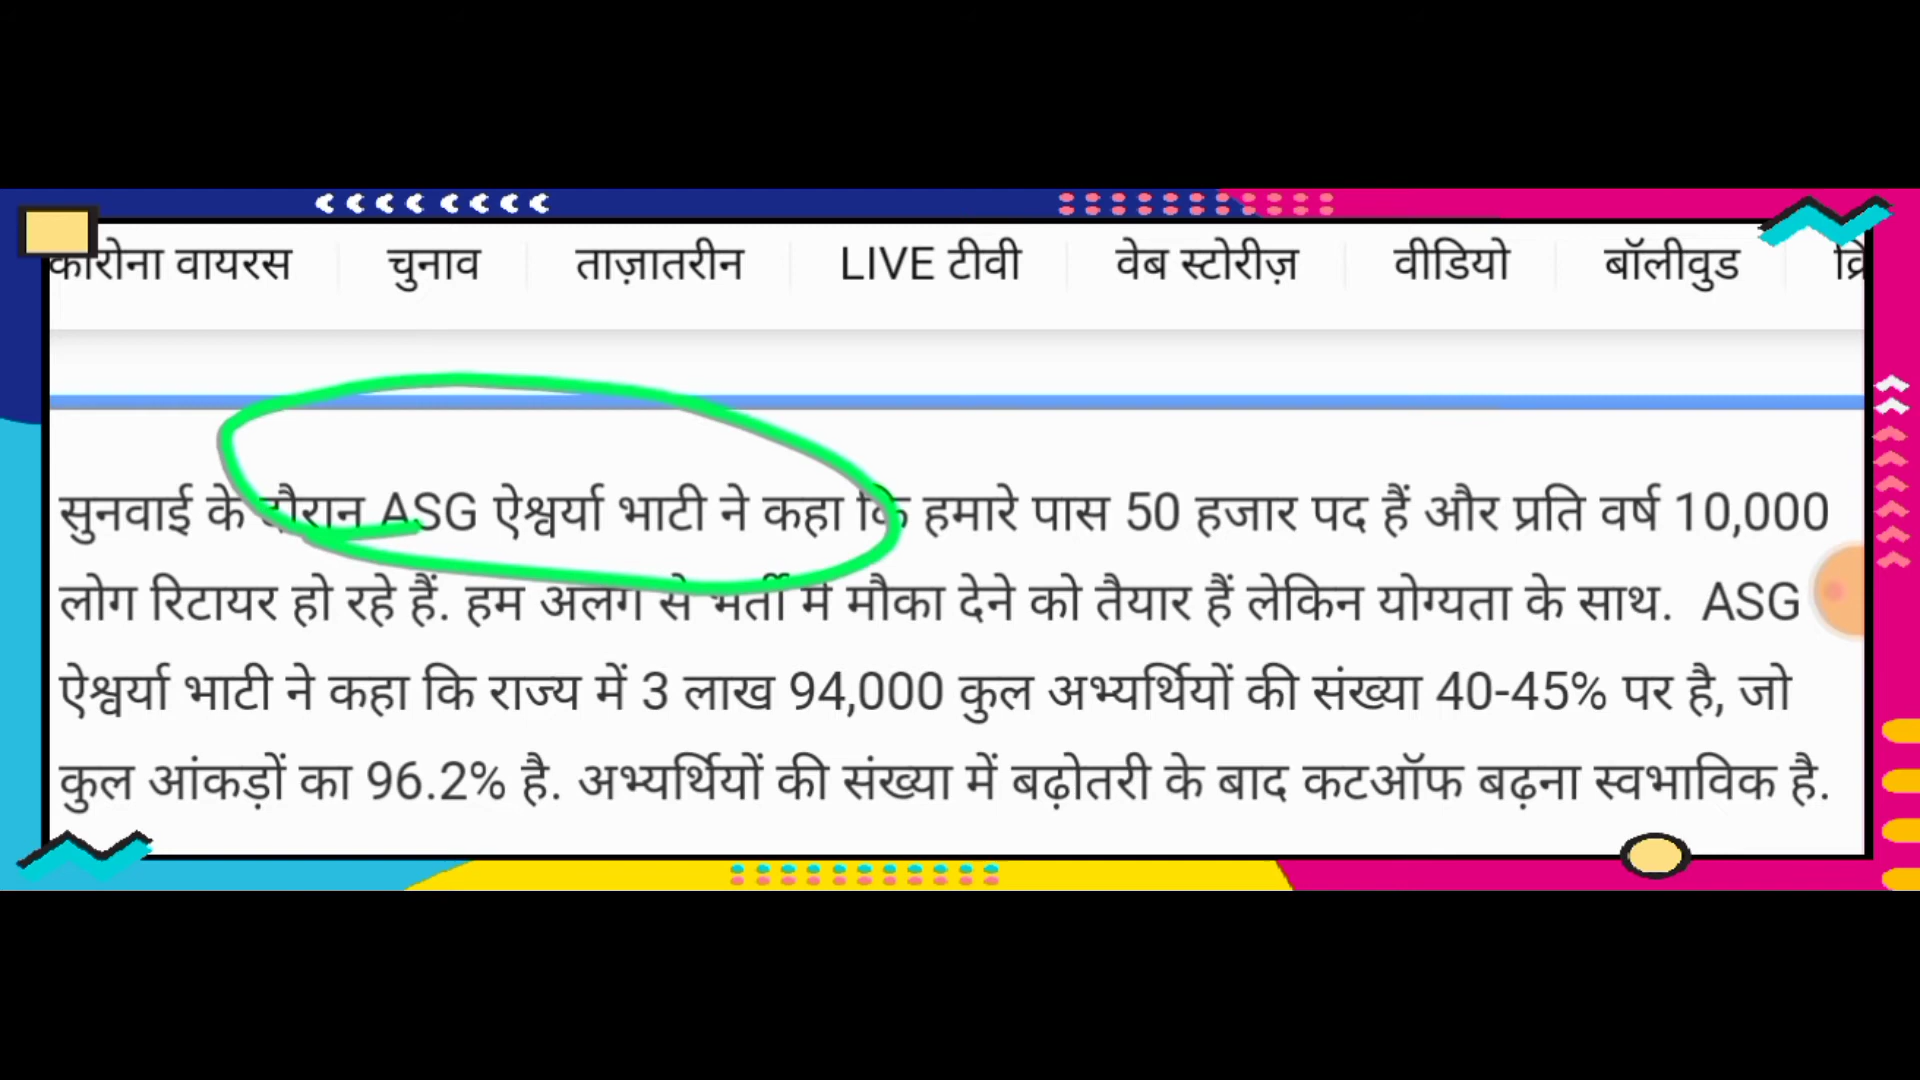 कोरोना वायरस चुनाव ताज़ातरीन LIVE टीवी वेब स्टोरीज़ वीडियो बॉलीवुड
सुनवाई के दौरान ASG ऐश्वर्या भाटी ने कहा कि हमारे पास 50 हजार पद हैं और प्रति वर्ष 10,000
लोग रिटायर हो रहे हैं. हम अलग से भर्ती में मौका देने को तैयार हैं लेकिन योग्यता के साथ. ASG
ऐश्वर्या भाटी ने कहा कि राज्य में 3 लाख 94,000 कुल अभ्यर्थियों की संख्या 40-45% पर है, जो
कुल आंकड़ों का 96.2% है. अभ्यर्थियों की संख्या में बढ़ोतरी के बाद कटऑफ बढ़ना स्वभाविक है.